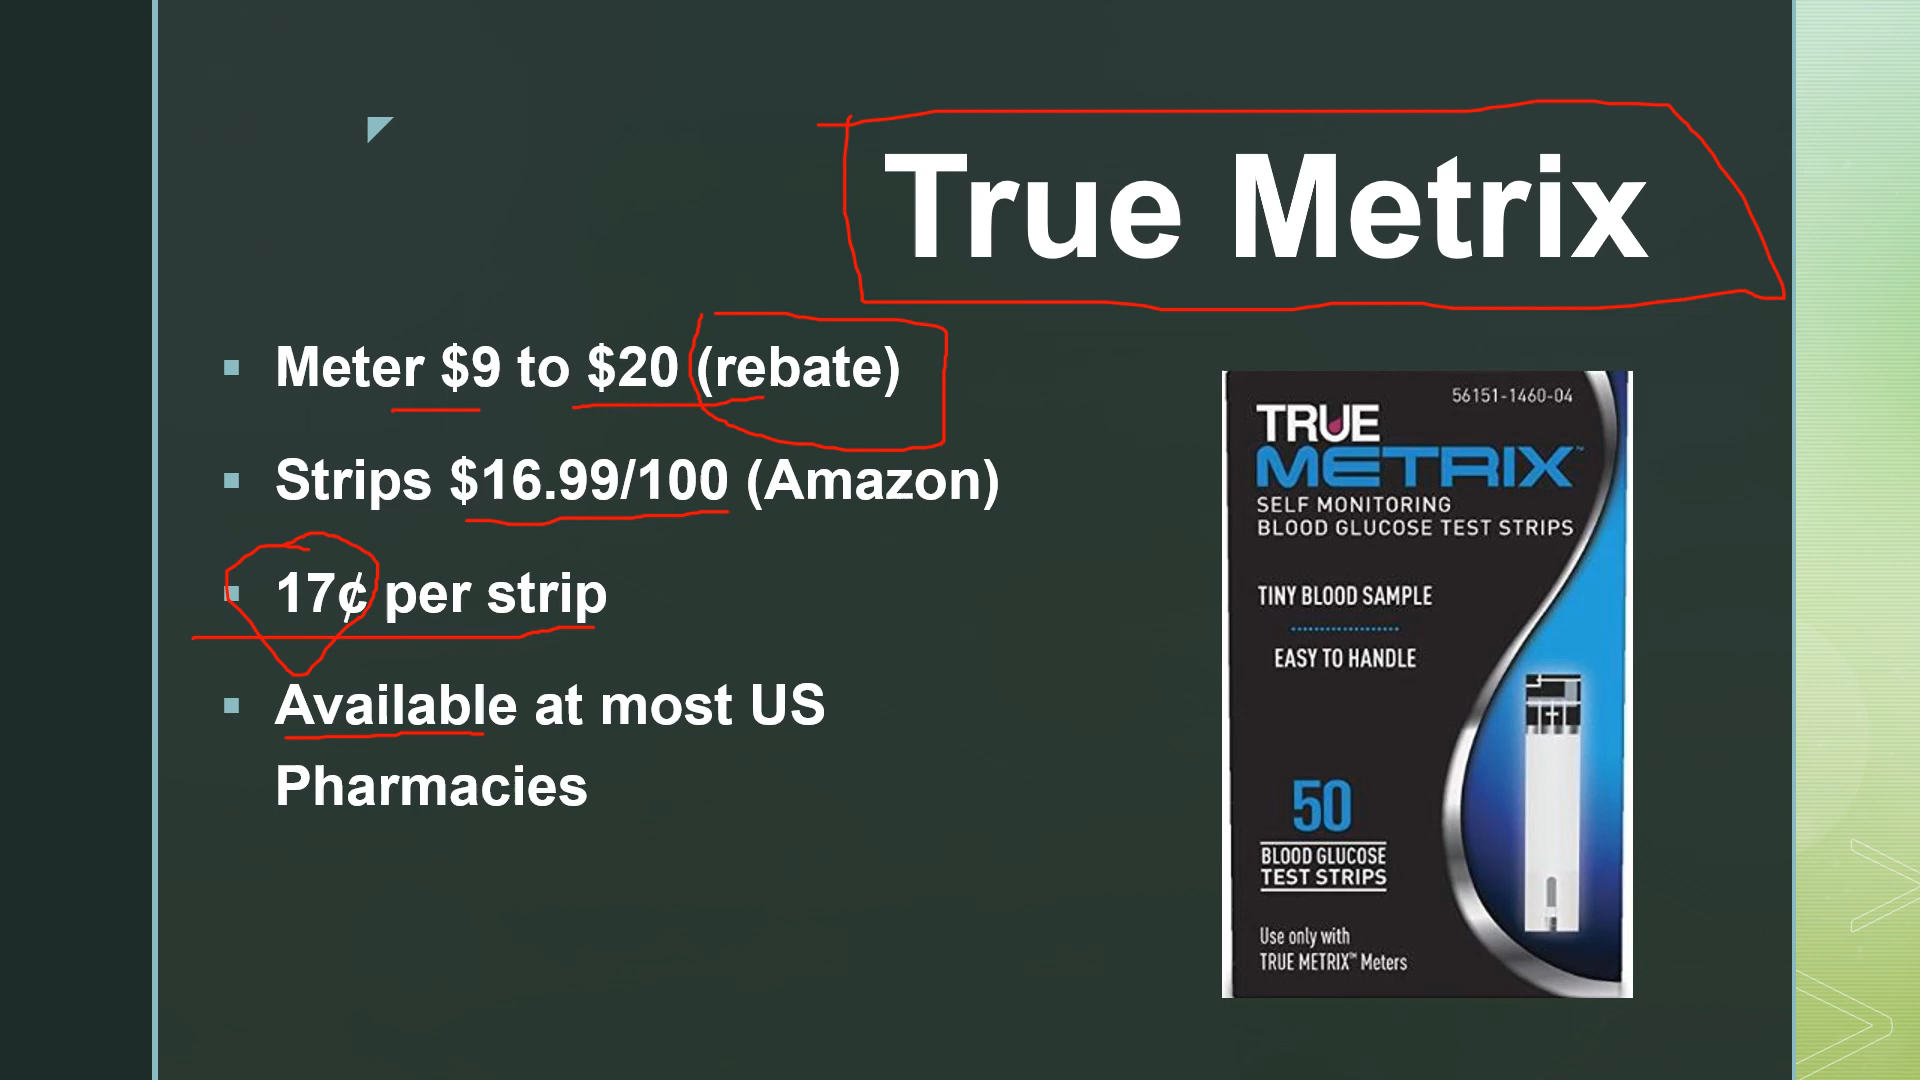 True Metrix
Meter $9 to $20 (rebate)
Strips $16.99/100 (Amazon)
17¢ per strip
Available at most US
Pharmacies
56151-1460-04
TRUE
METRIX™
SELF MONITORING
BLOOD GLUCOSE TEST STRIPS
TINY BLOOD SAMPLE
EASY TO HANDLE
50
BLOOD GLUCOSE
TEST STRIPS
Use only with
TRUE METRIX™ Meters